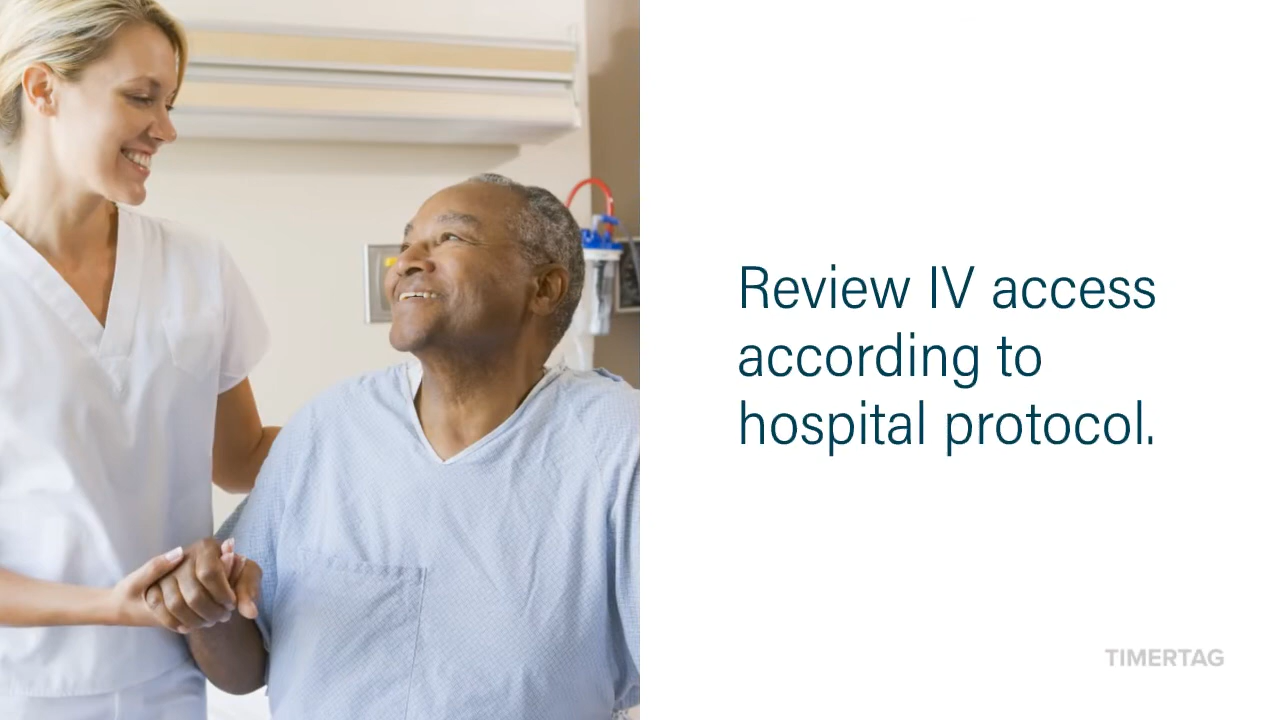 Review IV access
according to
hospital protocol.
TIMERTAG